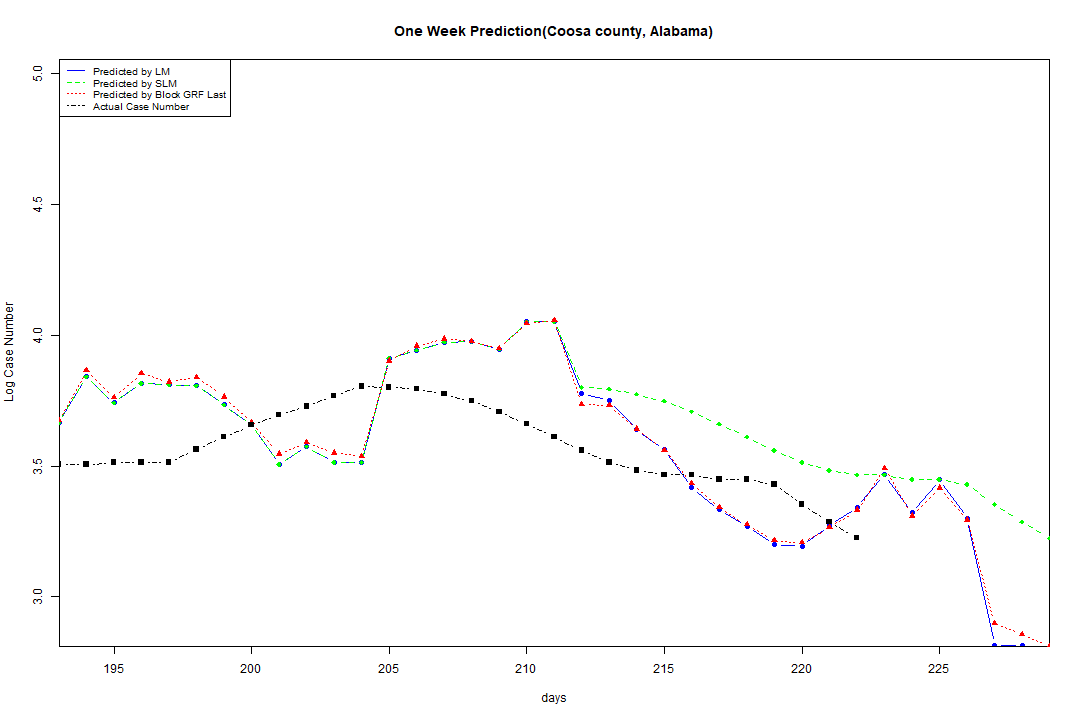 One Week Prediction(Coosa county, Alabama)
Predicted by LM
Predicted by SLM
Predicted by Block GRF Last
Actual Case Number
5.0
4.5
4.0
3.5
3.0
Log Case Number
195 200 205 210 215 220 225
days